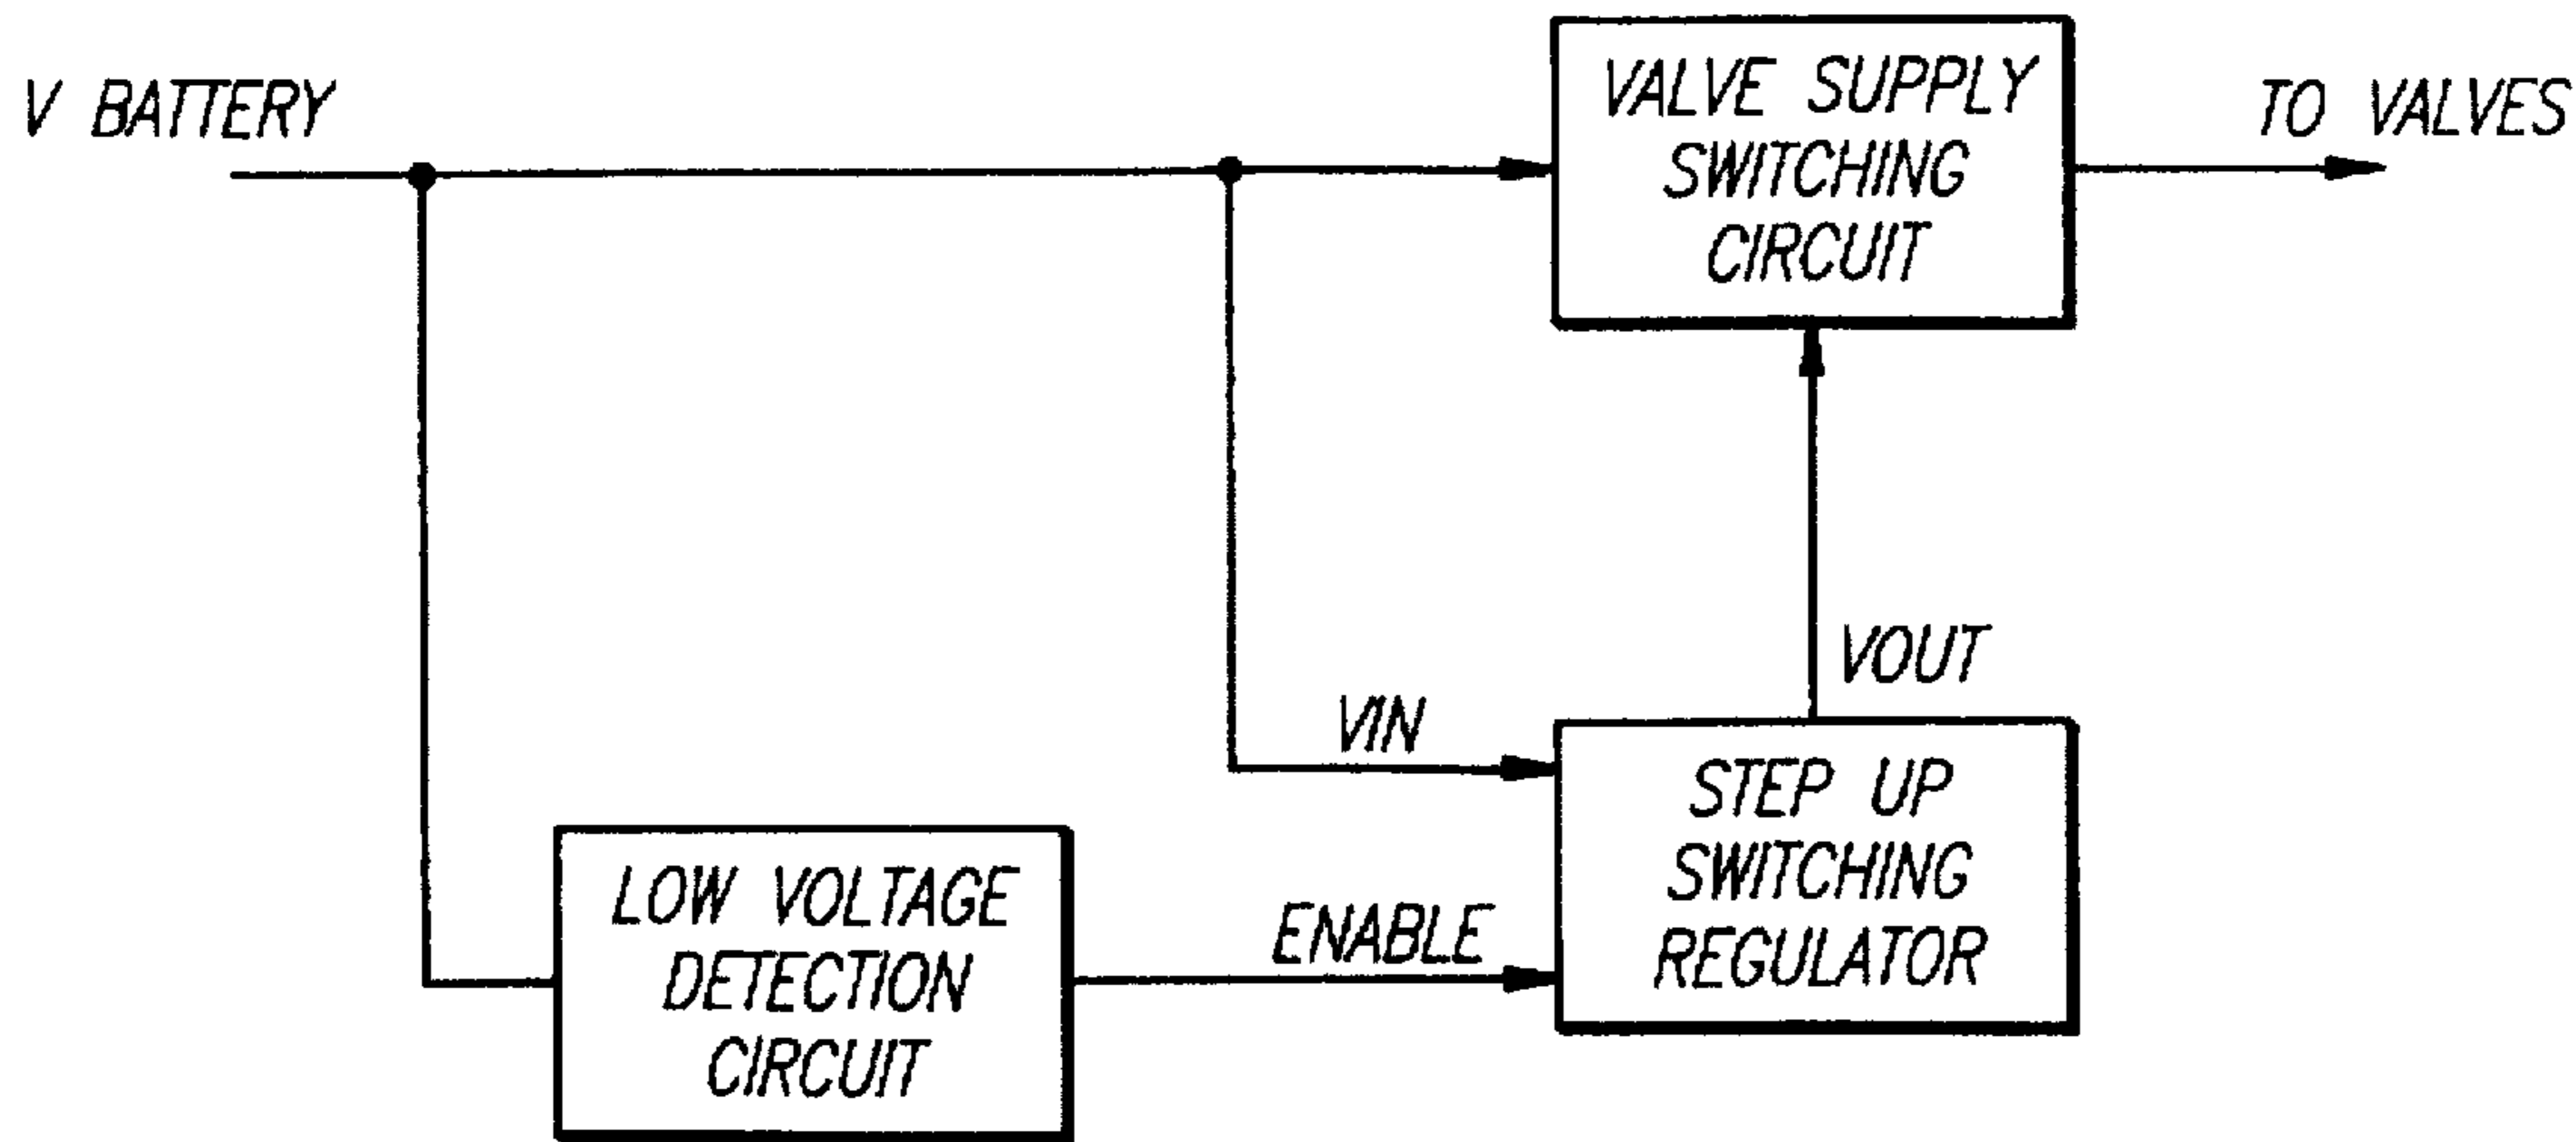 V BATTERY
VALVE SUPPLY
SWITCHING
CIRCUIT
TO VALVES
VOUT
VIN
STEP UP
SWITCHING
REGULATOR
LOW VOLTAGE
DETECTION
CIRCUIT
ENABLE